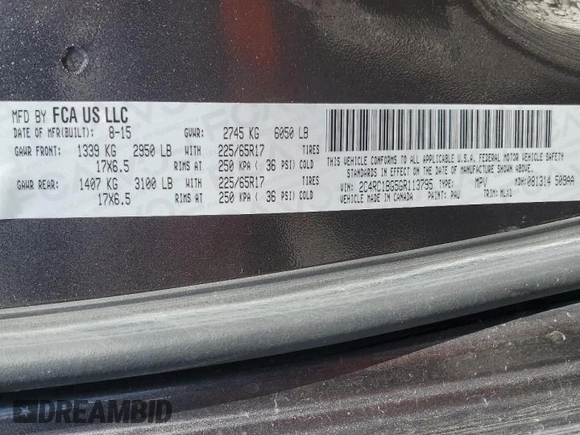 MFD BY FCA US LLC
DATE OF MFR(BUILT): 8-15 GVWR: 2745 KG 6050 LB
GAWR FRONT: 1339 KG 2950 LB WITH 225/65R17 TIRES
17X6.5 RIMS AT 250 KPA ( 36 PSI) COLD
GAWR REAR: 1407 KG 3100 LB WITH 225/65R17 TIRES
17X6.5 RIMS AT 250 KPA ( 36 PSI) COLD
THIS VEHICLE CONFORMS TO ALL APPLICABLE U.S.A. FEDERAL MOTOR VEHICLE SAFETY
STANDARDS IN EFFECT ON THE DATE OF MANUFACTURE SHOWN ABOVE.
VIN: 2C4RC1BG5GR113795 TYPE: MPV MDH: 081314 509AA
VEHICLE MADE IN CANADA PAINT: PAU TRIM: MLX1
DREAMBID